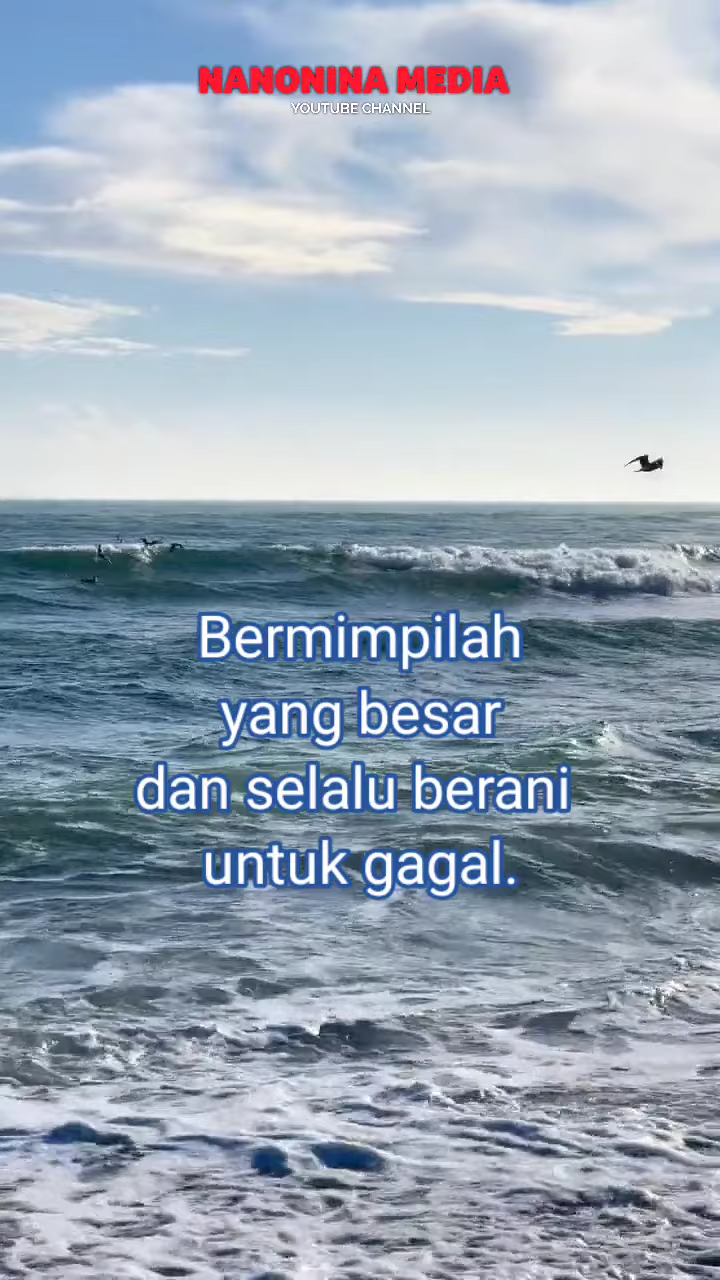 NANONINA MEDIA
YOUTUBE CHANNEL
Bermimpilah
yang besar
dan selalu berani
untuk gagal.